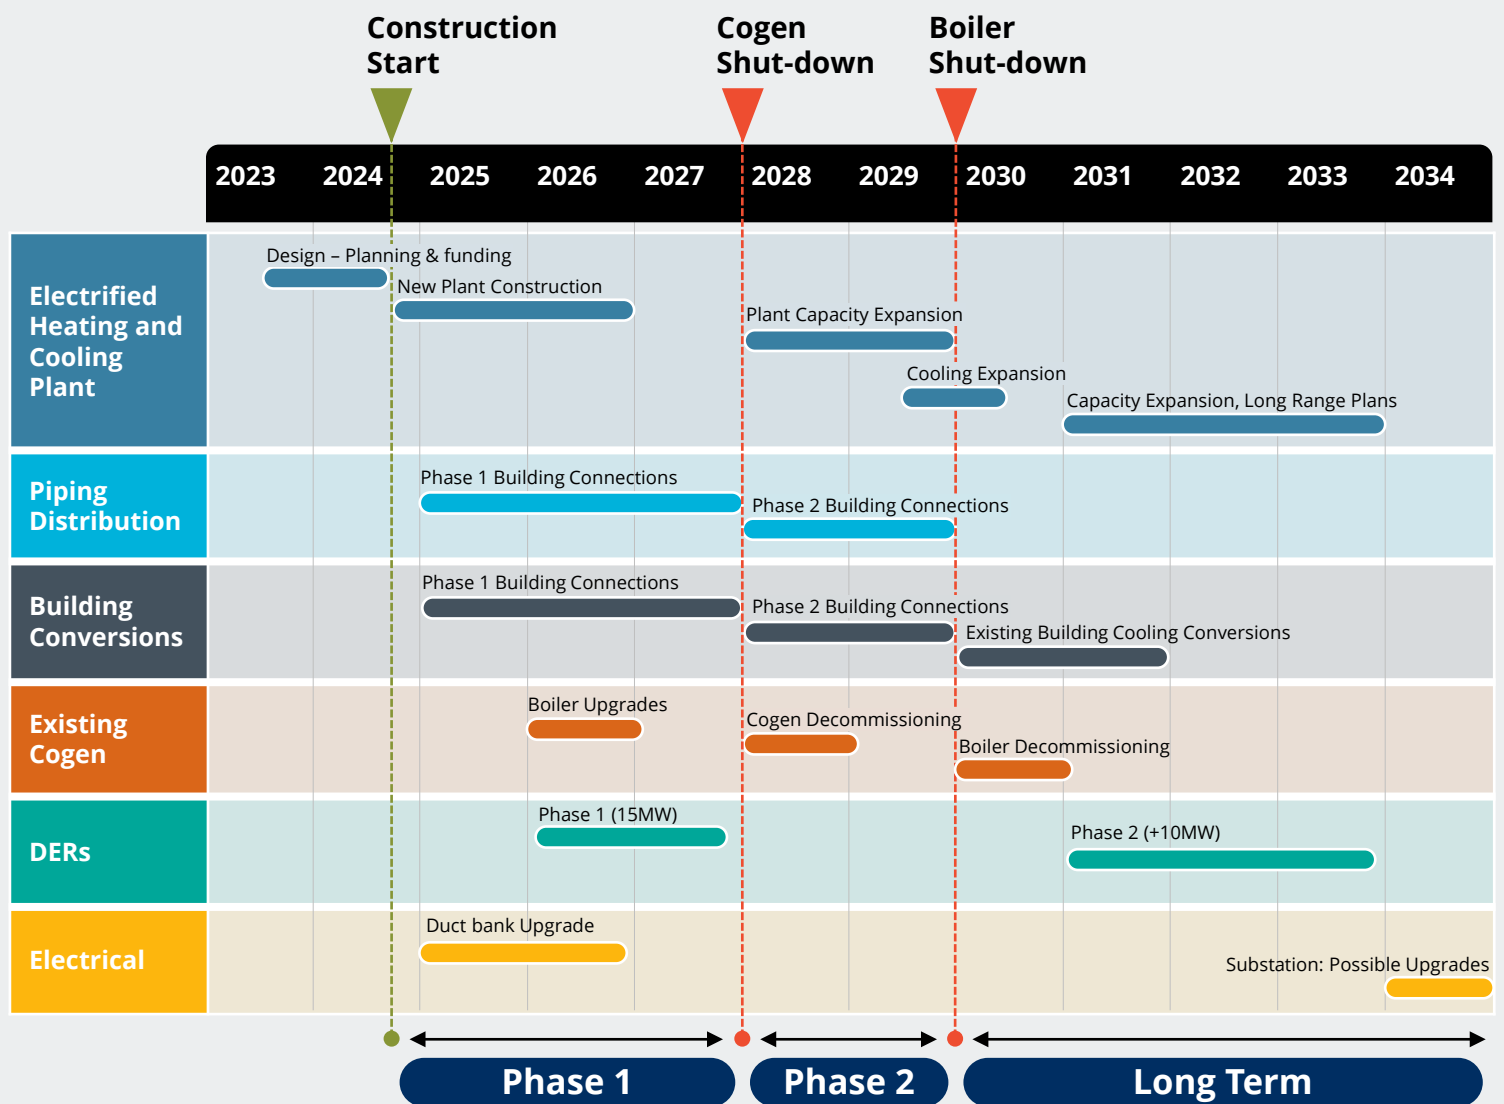 Construction
Start
Cogen
Shut-down
Boiler
Shut-down
2023 2024 2025 2026 2027 2028 2029 2030 2031 2032 2033 2034
Electrified
Heating and
Cooling
Plant
Design – Planning & funding
New Plant Construction
Plant Capacity Expansion
Cooling Expansion
Capacity Expansion, Long Range Plans
Piping
Distribution
Phase 1 Building Connections
Phase 2 Building Connections
Building
Conversions
Phase 1 Building Connections
Phase 2 Building Connections
Existing Building Cooling Conversions
Existing
Cogen
Boiler Upgrades
Cogen Decommissioning
Boiler Decommissioning
DERs
Phase 1 (15MW)
Phase 2 (+10MW)
Electrical
Duct bank Upgrade
Substation: Possible Upgrades
Phase 1
Phase 2
Long Term